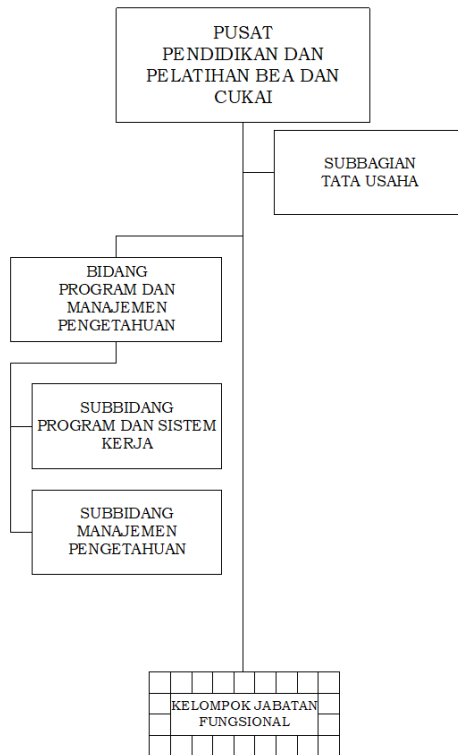 PUSAT
PENDIDIKAN DAN
PELATIHAN BEA DAN
CUKAI
SUBBAGIAN
TATA USAHA
BIDANG
PROGRAM DAN
MANAJEMEN
PENGETAHUAN
SUBBIDANG
PROGRAM DAN SISTEM
KERJA
SUBBIDANG
MANAJEMEN
PENGETAHUAN
KELOMPOK JABATAN
FUNGSIONAL